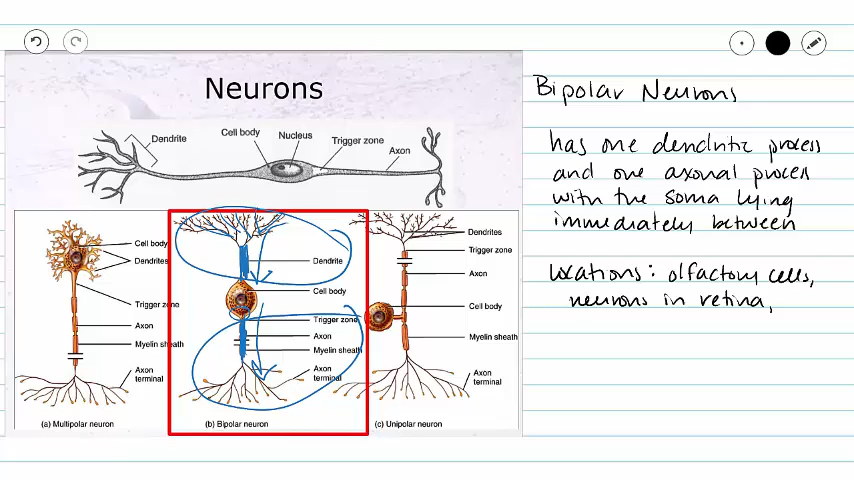 Neurons
Dendrite
Cell body
Nucleus
Trigger zone
Axon
Cell body
Dendrites
Trigger zone
Axon
Myelin sheath
Axon
terminal
(a) Multipolar neuron
Dendrite
Cell body
Trigger zone
Axon
Myelin sheath
Axon
terminal
(b) Bipolar neuron
Dendrites
Trigger zone
Axon
Cell body
Myelin sheath
Axon
terminal
(c) Unipolar neuron
Bipolar Neurons
has one dendritic process
and one axonal process
with the soma lying
immediately between
locations: olfactory cells,
neurons in retina,